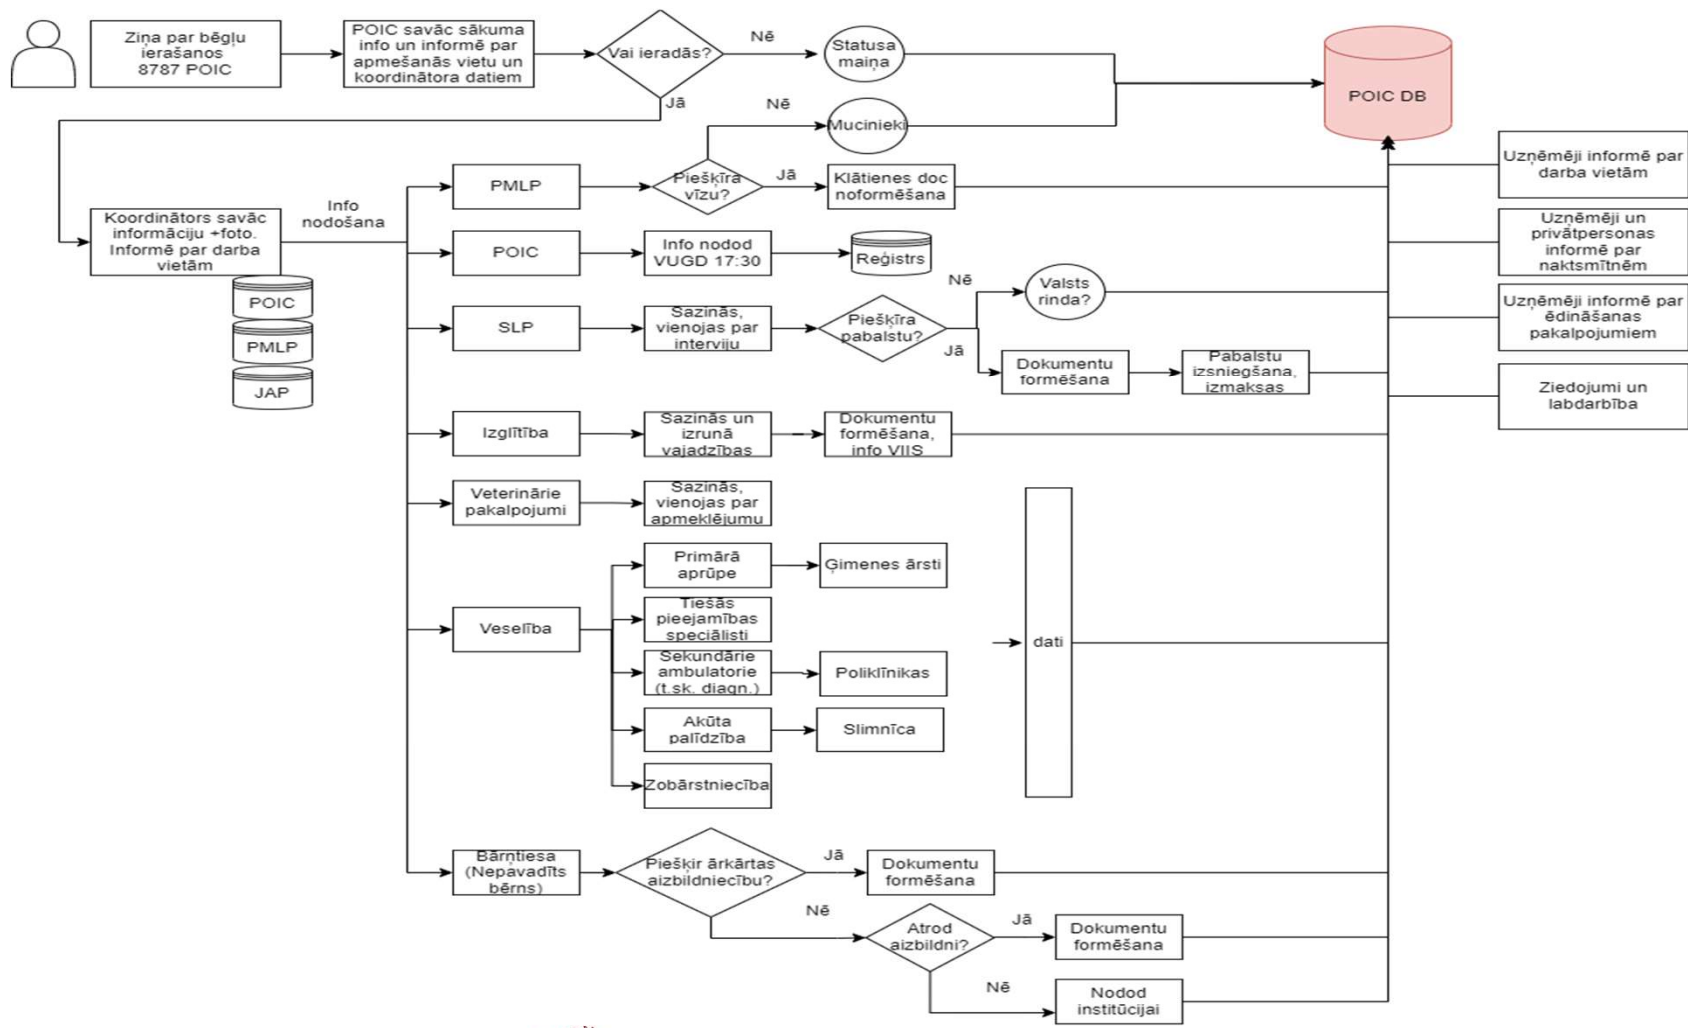 Ziņa par bēgļu
ierašanos
8787 POIC
POIC savāc sākuma
info un informē par
apmešanās vietu un
koordinātora datiem
Vai ieradās?
Nē
Statusa
maiņa
POIC DB
Jā
Nē
Mucinieki
PMLP
Piešķīra
vīzu?
Jā
Klātienes doc
noformēšana
Uzņēmēji informē par
darba vietām
Koordinātors savāc
informāciju +foto.
Informē par darba
vietām
Info
nodošana
POIC
Info nodod
VUGD 17:30
Reģistrs
Uzņēmēji un
privātpersonas
informē par
naktsmītnēm
POIC
PMLP
JAP
SLP
Sazinās,
vienojas par
interviju
Piešķīra
pabalstu?
Nē
Valsts
rinda?
Jā
Dokumentu
formēšana
Pabalstu
izsniegšana,
izmaksas
Uzņēmēji informē par
ēdināšanas
pakalpojumiem
Ziedojumi un
labdarbība
Izglītība
Sazinās un
izrunā
vajadzības
Dokumentu
formēšana,
info VIIS
Veterinārie
pakalpojumi
Sazinās,
vienojas par
apmeklējumu
Veselība
Primārā
aprūpe
Ģimenes ārsti
Tiešās
pieejamības
speciālisti
Sekundārie
ambulatorie
(t.sk. diagn.)
Poliklīnikas
Akūta
palīdzība
Slimnīca
Zobārstniecība
dati
Bārņtiesa
(Nepavadīts
bērns)
Piešķir ārkārtas
aizbildniecību?
Jā
Dokumentu
formēšana
Nē
Atrod
aizbildni?
Jā
Dokumentu
formēšana
Nē
Nodod
institūcijai